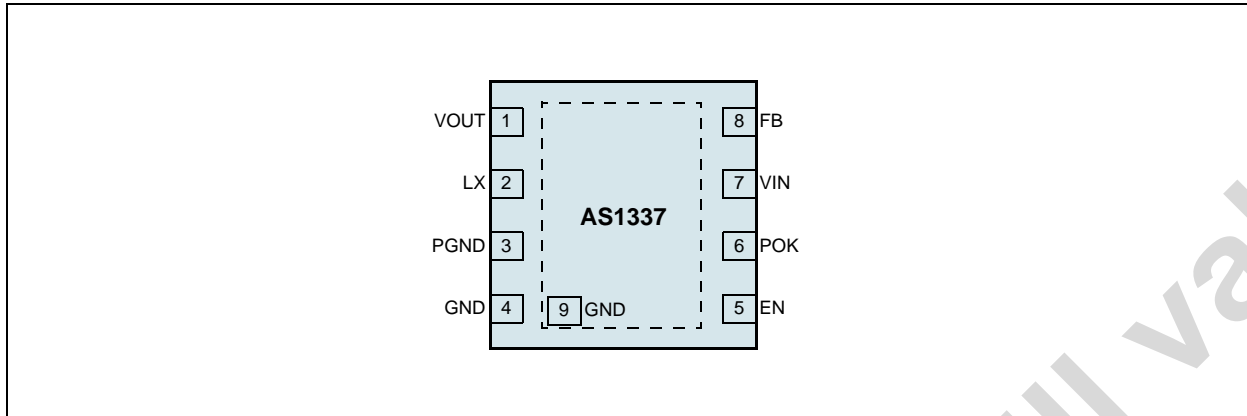 VOUT 1
8 FB
LX 2
7 VIN
AS1337
PGND 3
6 POK
GND 4
9 GND
5 EN